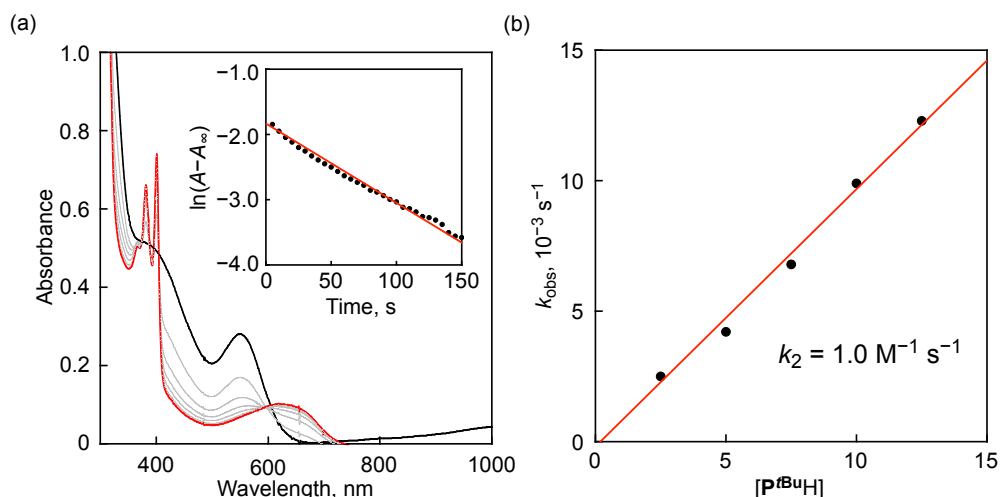 (a)
1.0
0.8
0.6
0.4
0.2
0
Absorbance
400
600
800
1000
Wavelength, nm
−1.0
−2.0
−3.0
−4.0
ln(A−A∞)
0
50
100
150
Time, s
(b)
15
10
5
0
kobs, 10−3 s−1
0
5
10
15
[PtBuH]
k2 = 1.0 M−1 s−1